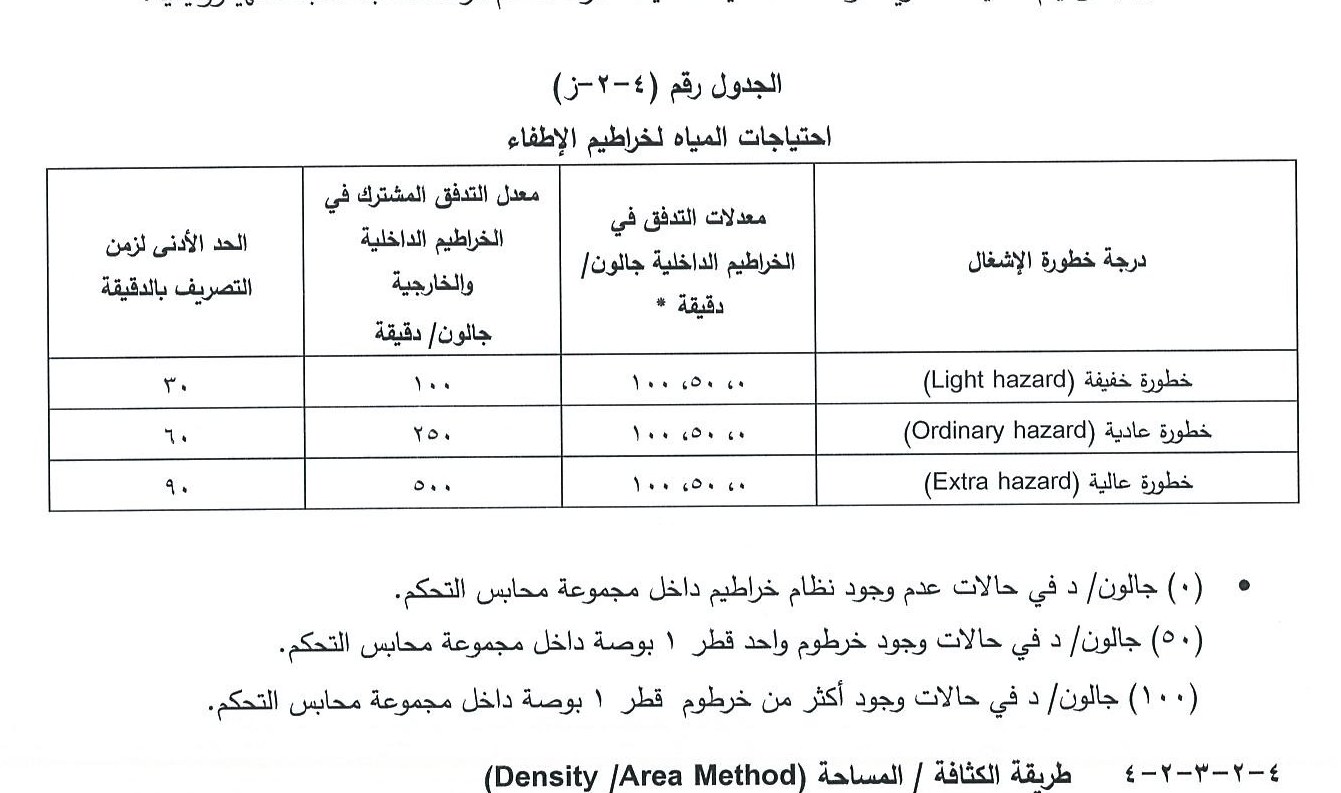 الجدول رقم (٤-٢-ز)
احتياجات المياه لخراطيم الإطفاء
درجة خطورة الإشغال
معدلات التدفق في
الخراطيم الداخلية جالون/
دقيقة *
معدل التدفق المشترك في
الخراطيم الداخلية
والخارجية
جالون/ دقيقة
الحد الأدنى لزمن
التصريف بالدقيقة
خطورة خفيفة (Light hazard)
٠، ٥٠، ١٠٠
١٠٠
٣٠
خطورة عادية (Ordinary hazard)
٠، ٥٠، ١٠٠
٢٥٠
٦٠
خطورة عالية (Extra hazard)
٠، ٥٠، ١٠٠
٥٠٠
٩٠
• (٠) جالون/ د في حالات عدم وجود نظام خراطيم داخل مجموعة محابس التحكم.
(٥٠) جالون/ د في حالات وجود خرطوم واحد قطر ١ بوصة داخل مجموعة محابس التحكم.
(١٠٠) جالون/ د في حالات وجود أكثر من خرطوم قطر ١ بوصة داخل مجموعة محابس التحكم.
٤-٢-٣-٢-٤ طريقة الكثافة / المساحة (Density /Area Method)